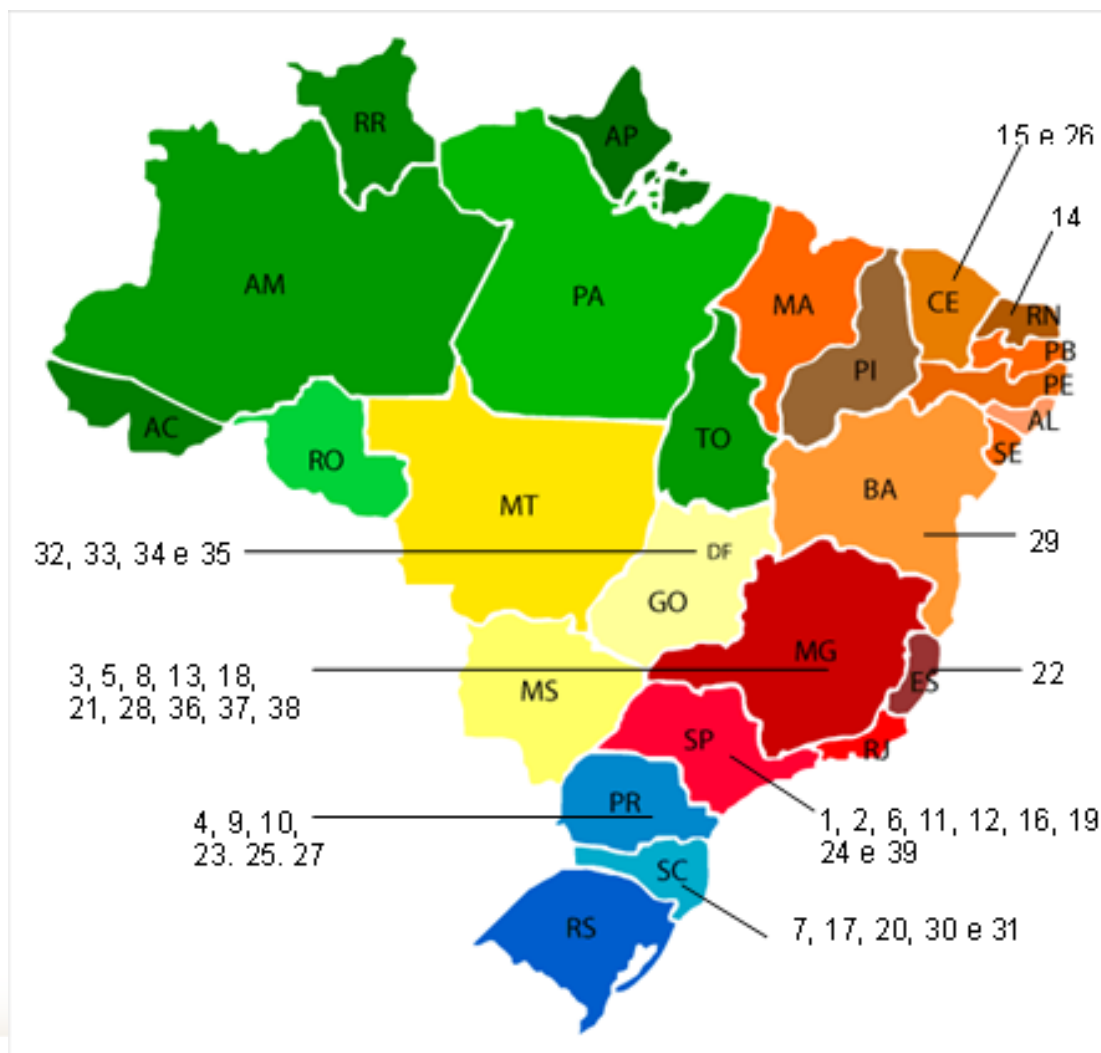 RR
AP
15 e 26
14
AM
PA
MA
CE
RN
PB
PI
PE
AL
AC
TO
SE
RO
BA
MT
32, 33, 34 e 35
DF
29
GO
MG
3, 5, 8, 13, 18,
21, 28, 36, 37, 38
MS
ES
22
SP
RJ
PR
4, 9, 10,
23. 25. 27
1, 2, 6, 11, 12, 16, 19
24 e 39
SC
RS
7, 17, 20, 30 e 31